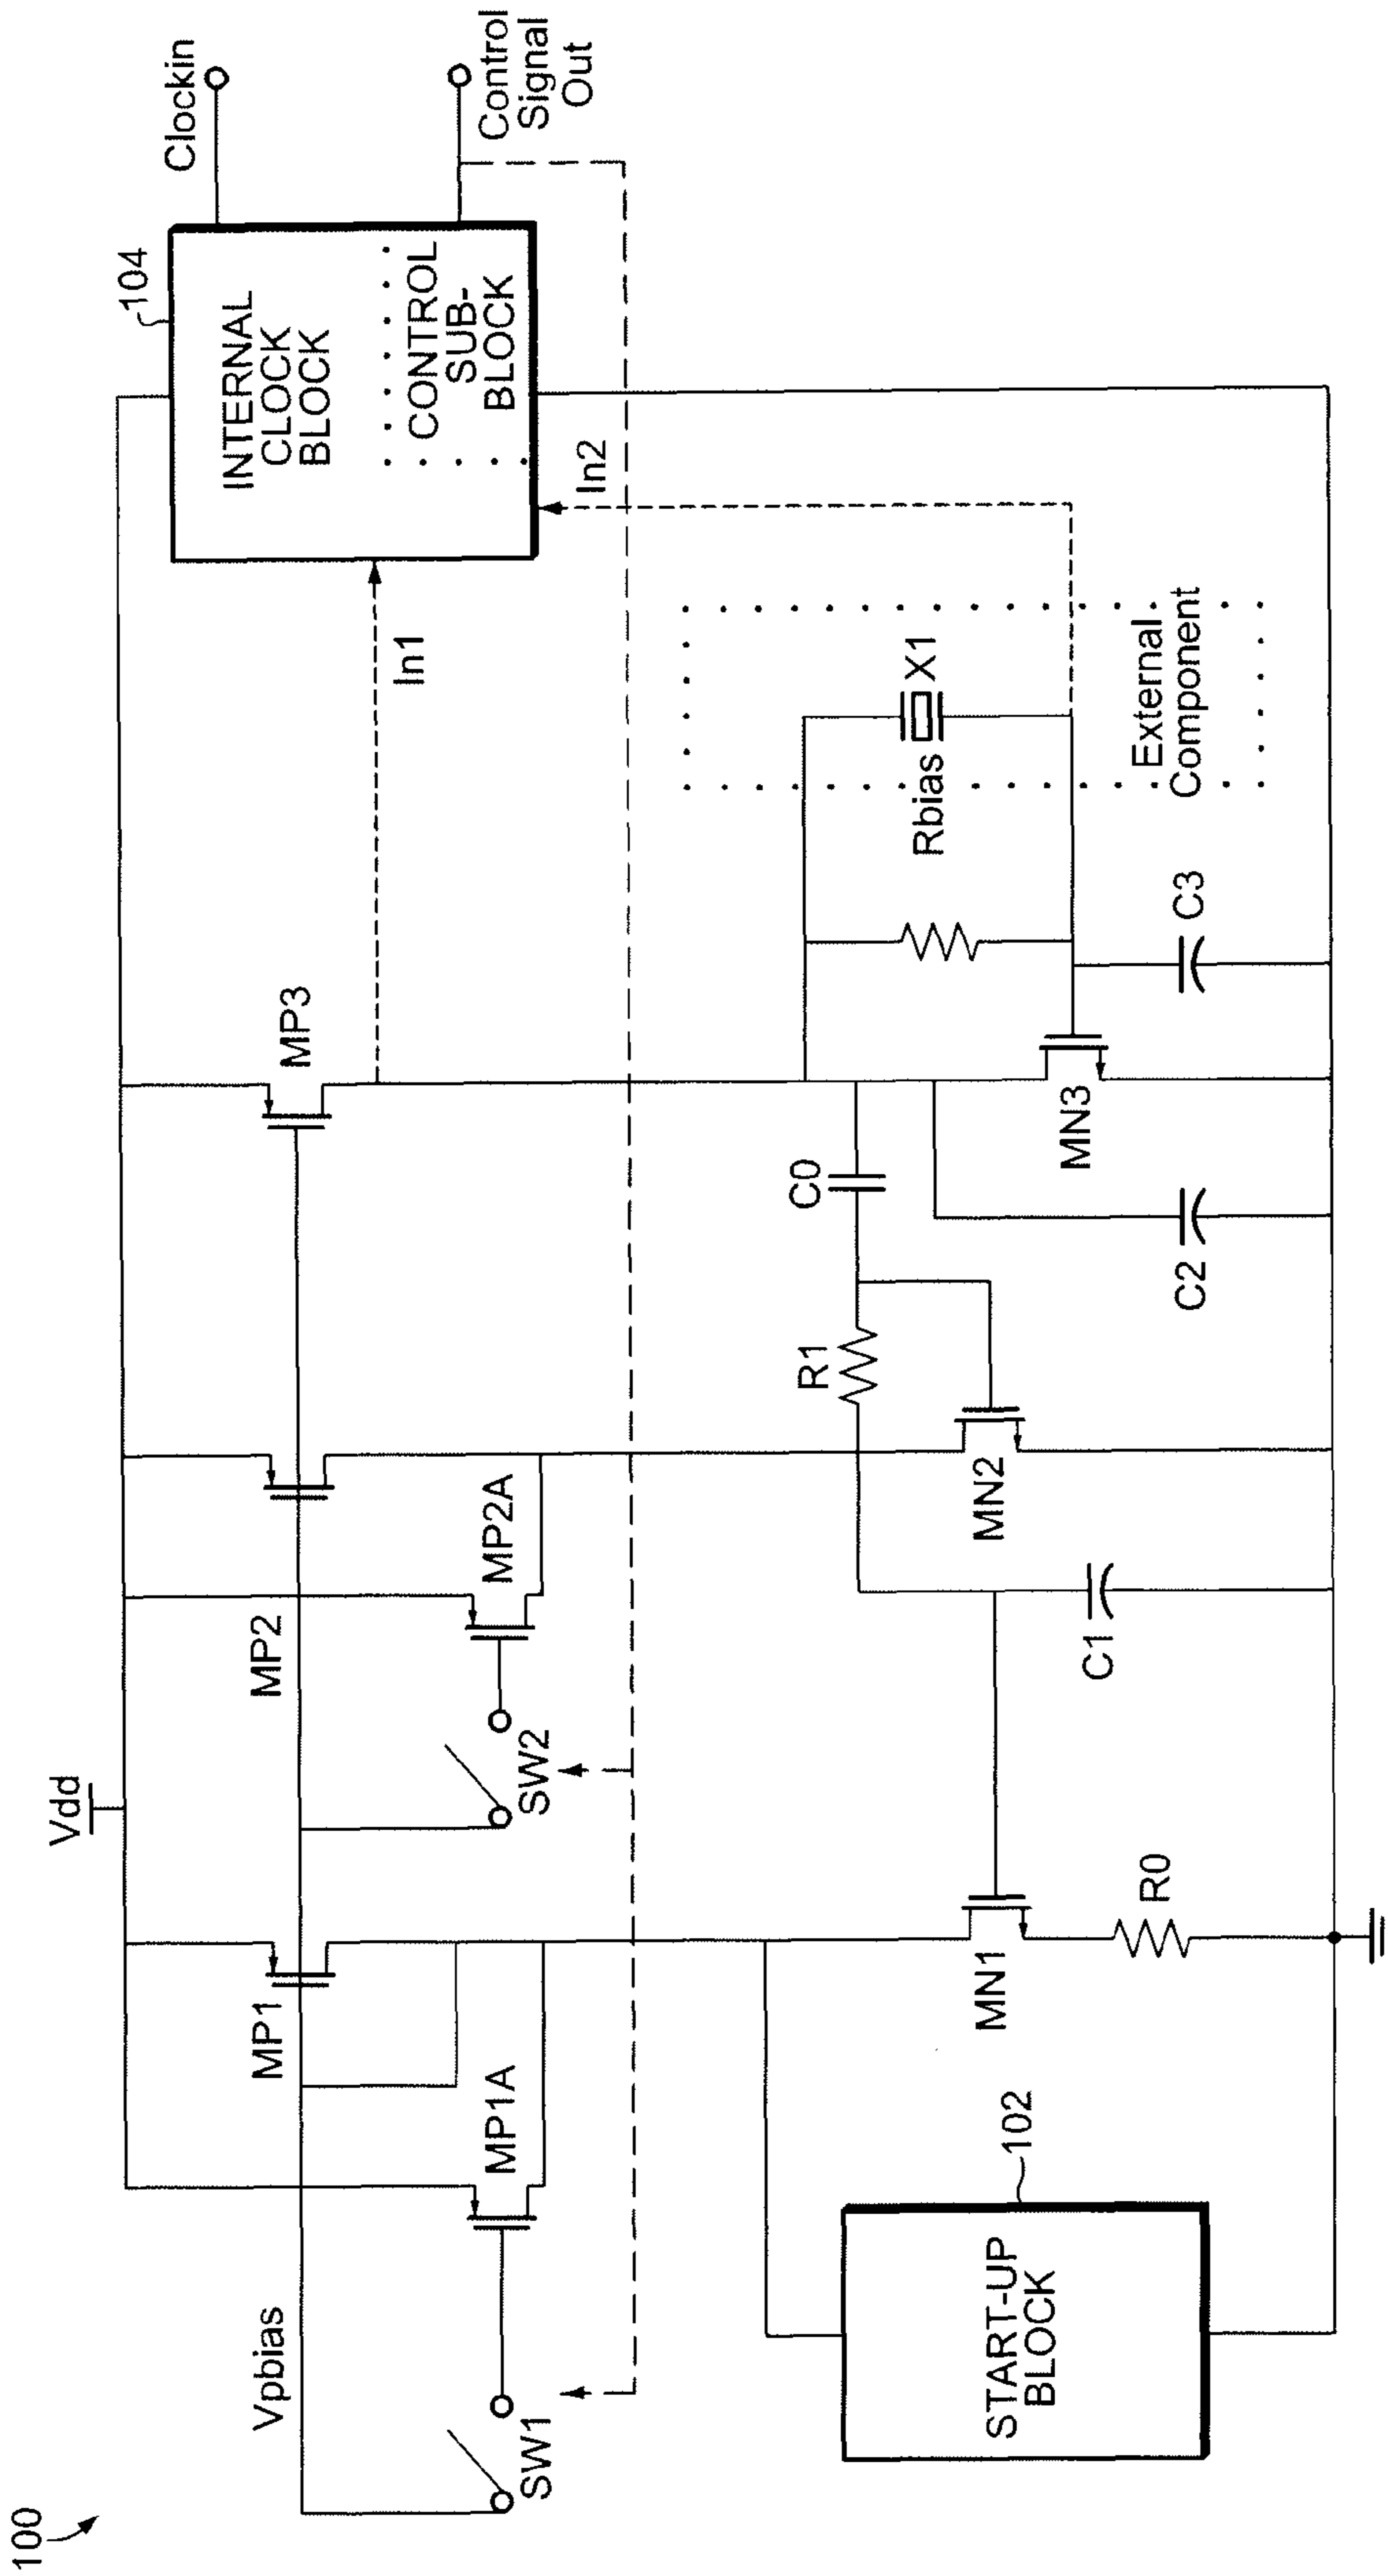 100
Vdd
Clockin
104
INTERNAL
CLOCK
BLOCK
CONTROL
SUB-
BLOCK
Control
Signal
Out
Vpbias
MP1
MP2
MP3
In1
In2
MP1A
MP2A
SW1
SW2
R1
C0
Rbias
X1
External
Component
START-UP
BLOCK
102
MN1
R0
C1
MN2
C2
MN3
C3